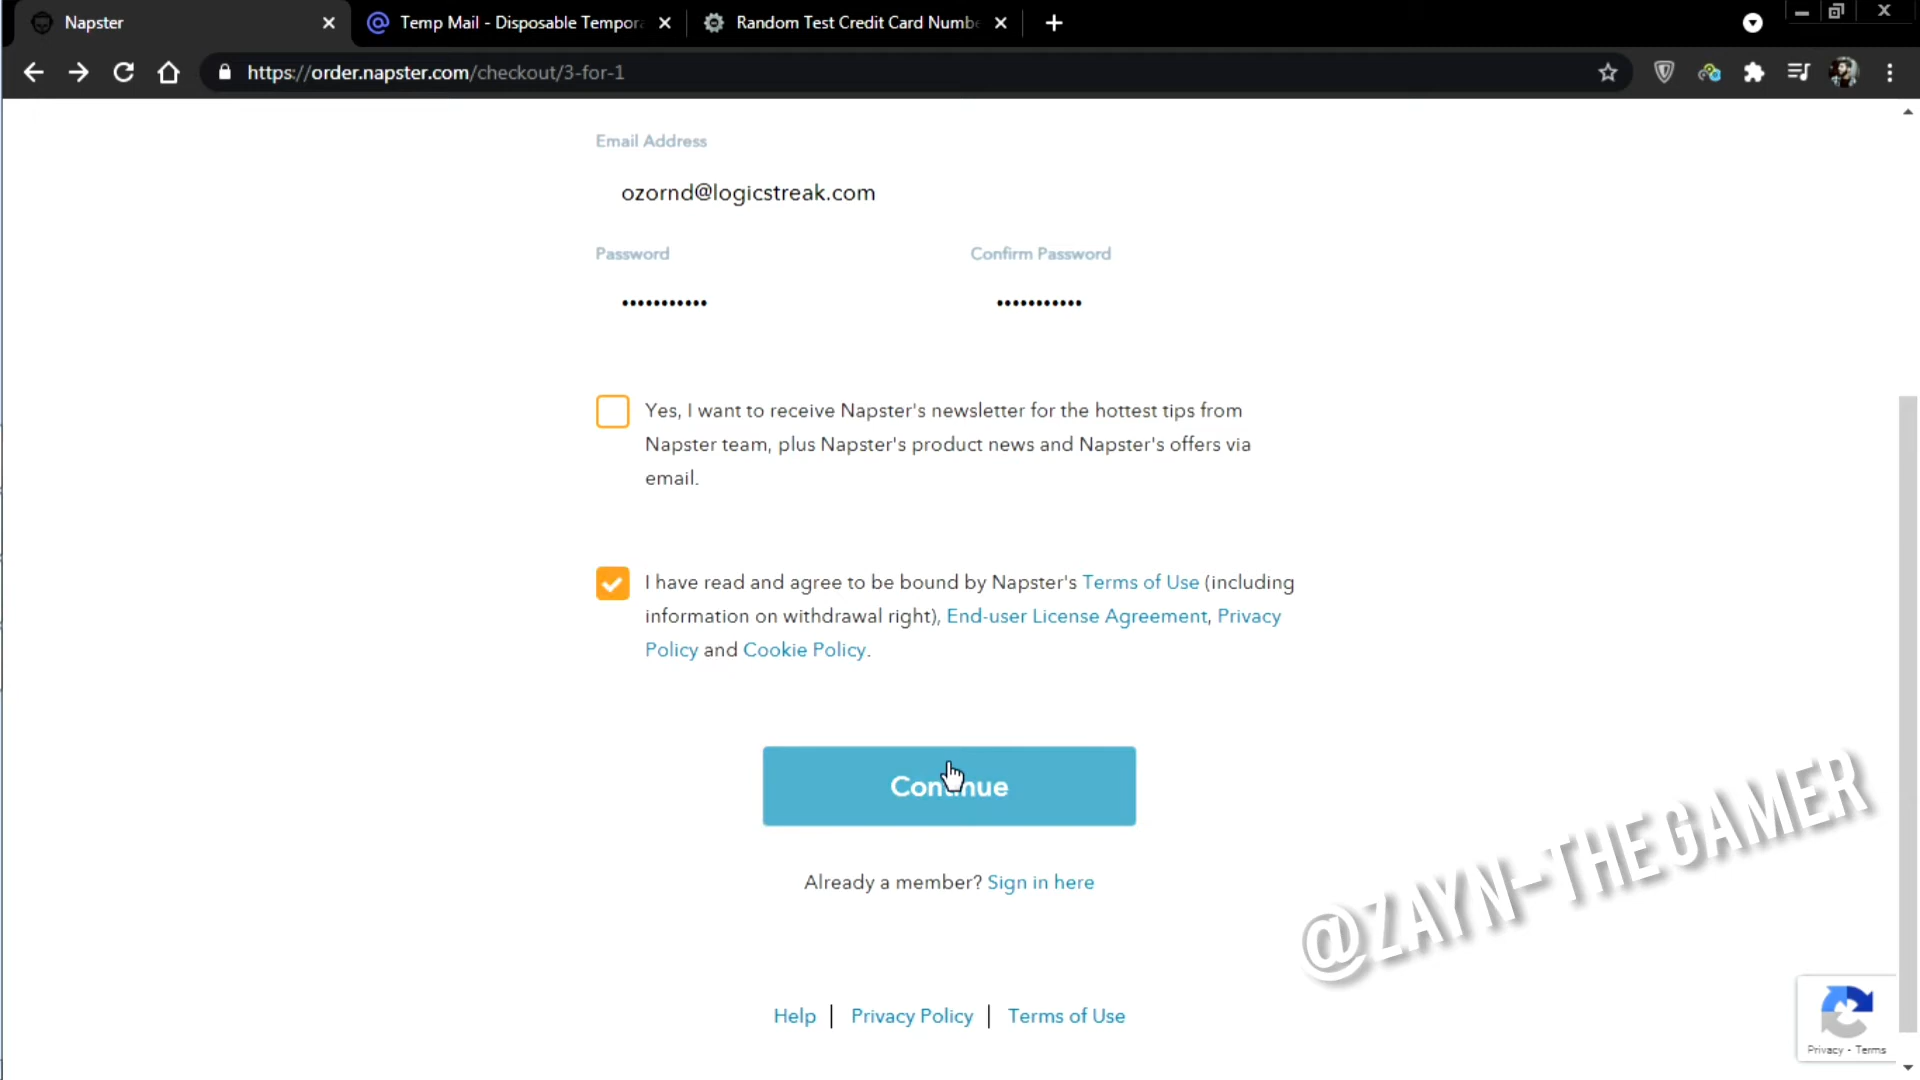 Napster
Temp Mail - Disposable Tempora
Random Test Credit Card Numbe
https://order.napster.com/checkout/3-for-1
Email Address
ozornd@logicstreak.com
Password
Confirm Password
•••••••••••
•••••••••••
Yes, I want to receive Napster's newsletter for the hottest tips from
Napster team, plus Napster's product news and Napster's offers via
email.
I have read and agree to be bound by Napster's Terms of Use (including
information on withdrawal right), End-user License Agreement, Privacy
Policy and Cookie Policy.
Continue
Already a member? Sign in here
@ZAYN-THEGAMER
Help | Privacy Policy | Terms of Use
Privacy - Terms